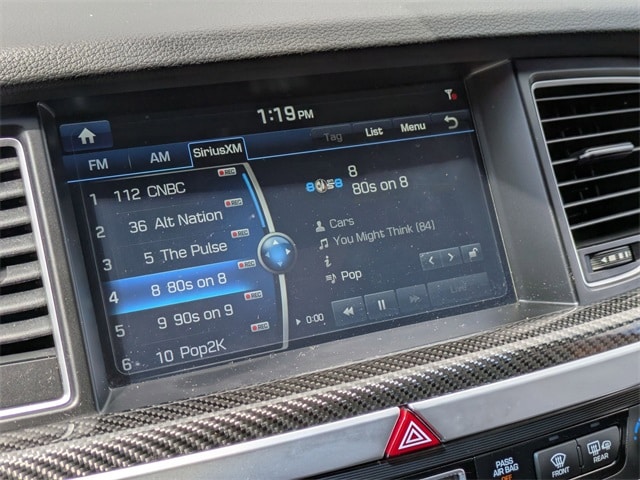 1:19 PM
FM AM SiriusXM Tag List Menu
1 112 CNBC REC
2 36 Alt Nation REC
3 5 The Pulse REC
4 8 80s on 8 REC
5 9 90s on 9 REC
6 10 Pop2K REC
8
80s on 8
Cars
You Might Think (84)
Pop
0:00
Live
PASS
AIR BAG
OFF
FRONT
REAR